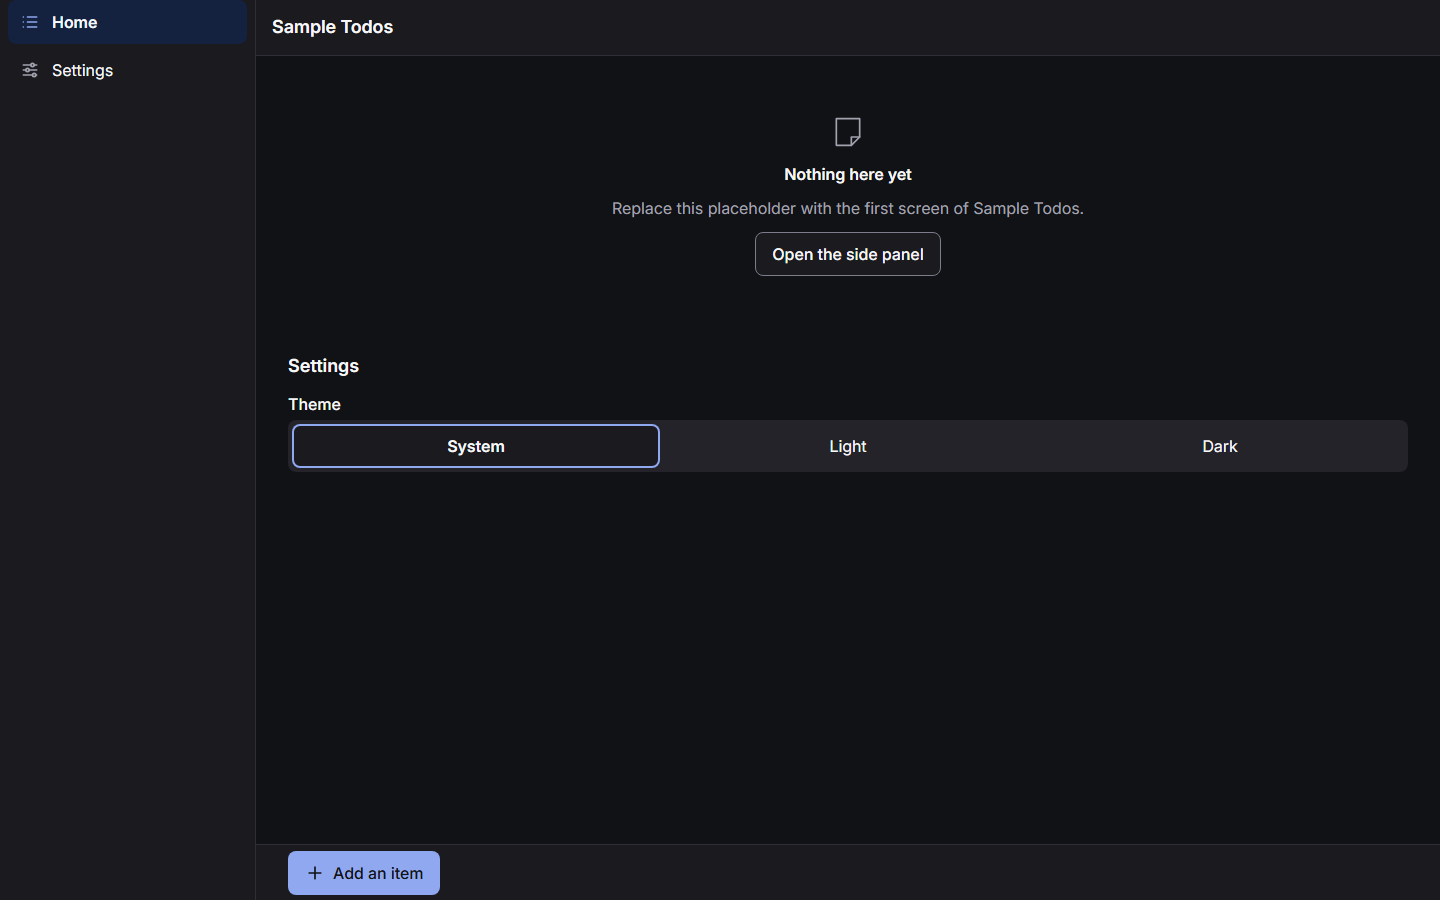 Home
Settings
Sample Todos
Nothing here yet
Replace this placeholder with the first screen of Sample Todos.
Open the side panel
Settings
Theme
System
Light
Dark
Add an item